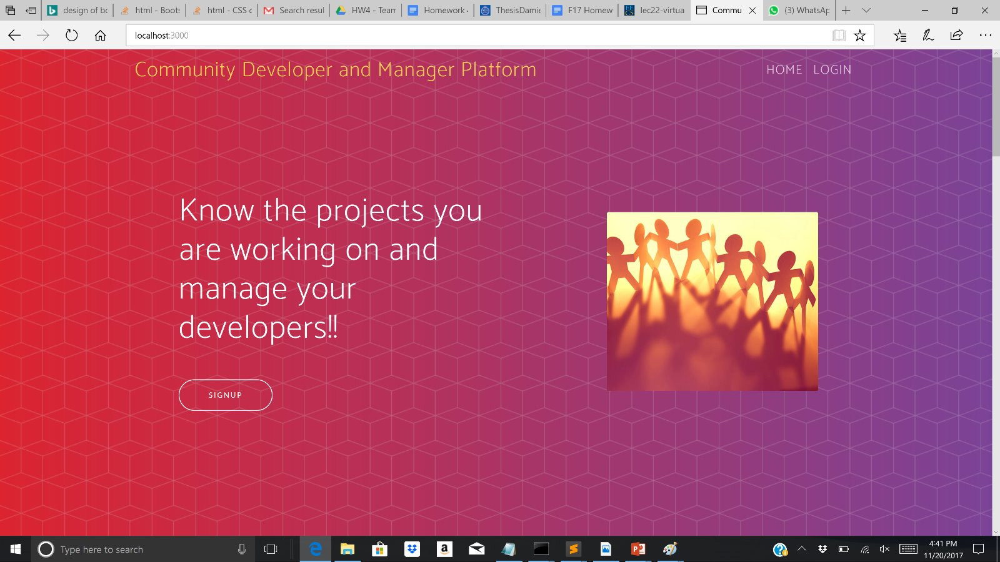 design of bo
html - Boots
html - CSS c
Search resul
HW4 - Team
Homework 4
ThesisDamie
F17 Homew
lec22-virtua
Commu
(3) WhatsAp
localhost:3000
Community Developer and Manager Platform
HOME LOGIN
Know the projects you
are working on and
manage your
developers!!
SIGNUP
Type here to search
4:41 PM
11/20/2017